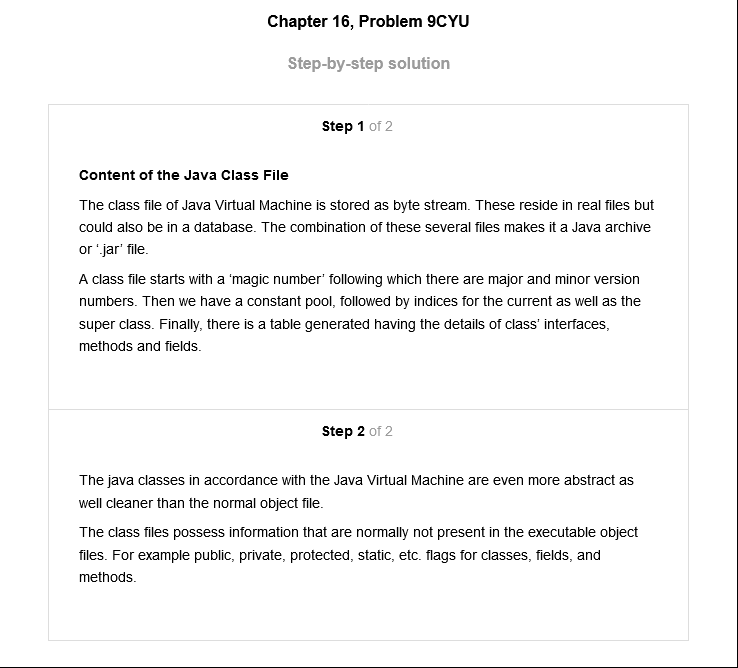 Chapter 16, Problem 9CYU
Step-by-step solution
Step 1 of 2
Content of the Java Class File
The class file of Java Virtual Machine is stored as byte stream. These reside in real files but
could also be in a database. The combination of these several files makes it a Java archive
or ‘.jar’ file.
A class file starts with a ‘magic number’ following which there are major and minor version
numbers. Then we have a constant pool, followed by indices for the current as well as the
super class. Finally, there is a table generated having the details of class’ interfaces,
methods and fields.
Step 2 of 2
The java classes in accordance with the Java Virtual Machine are even more abstract as
well cleaner than the normal object file.
The class files possess information that are normally not present in the executable object
files. For example public, private, protected, static, etc. flags for classes, fields, and
methods.